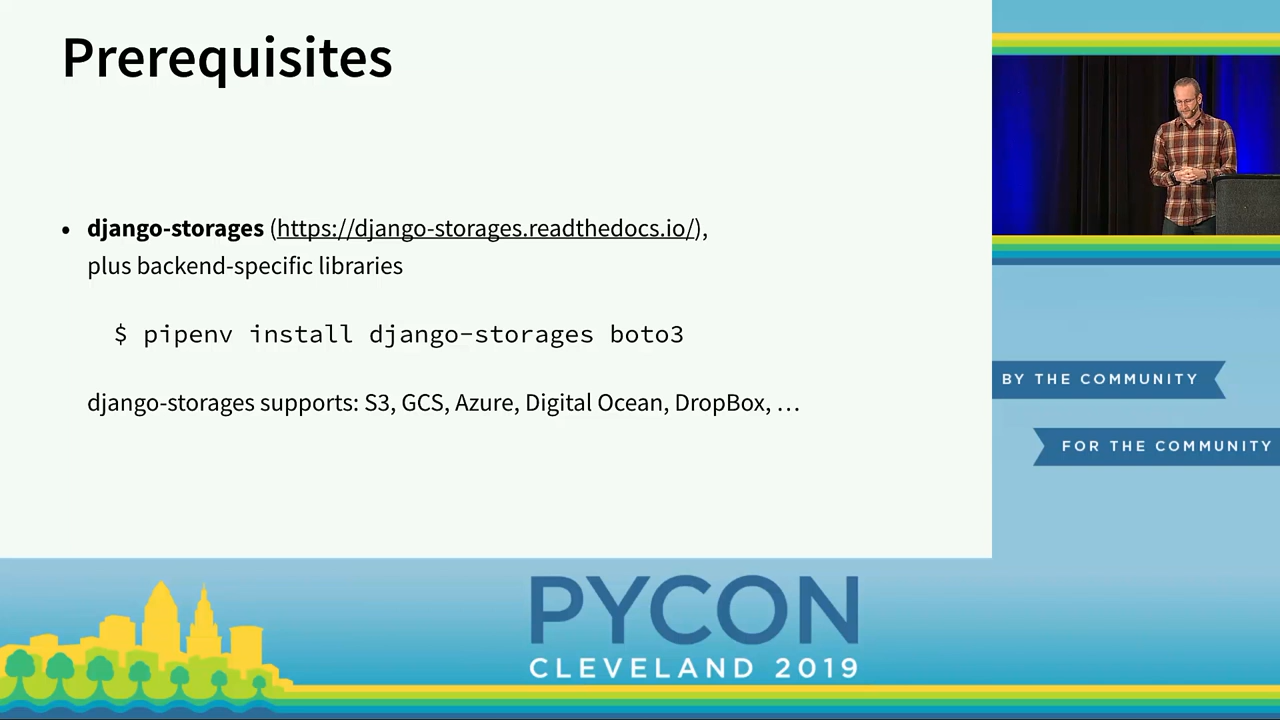 Prerequisites
• django-storages (https://django-storages.readthedocs.io/),
plus backend-specific libraries
$ pipenv install django-storages boto3
django-storages supports: S3, GCS, Azure, Digital Ocean, DropBox, …
BY THE COMMUNITY
FOR THE COMMUNITY
PYCON
CLEVELAND 2019